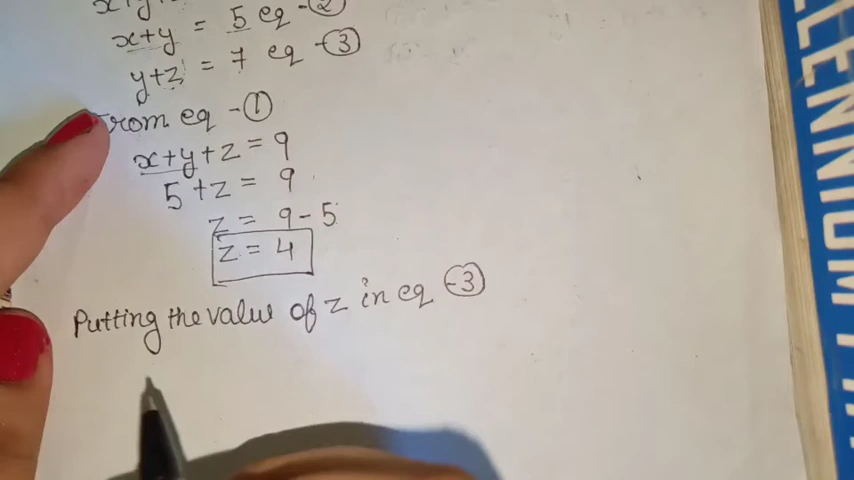 x+y = 5 eq -②
y+z = 7 eq -③
From eq -①
x+y+z = 9
5+z = 9
z = 9-5
z = 4
Putting the value of z in eq -③